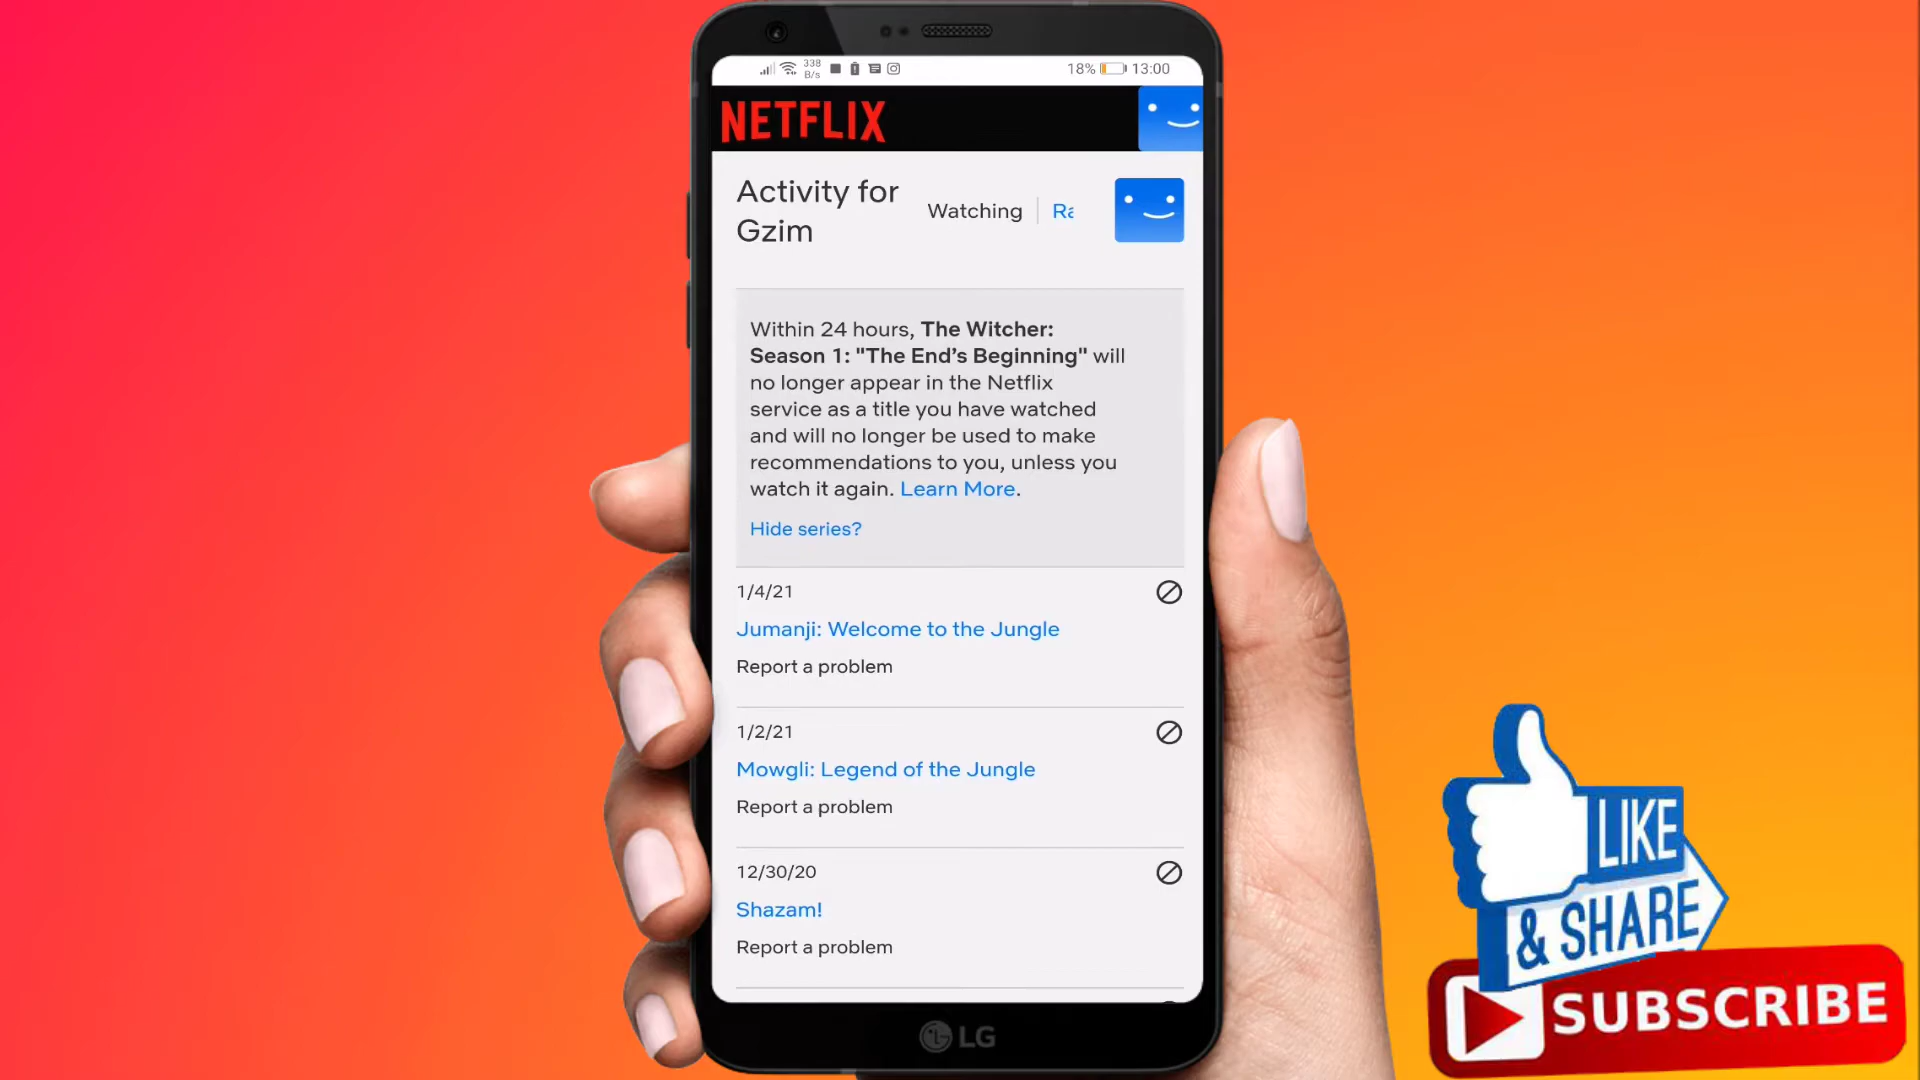 338
B/s
18%
13:00
NETFLIX
Activity for
Gzim
Watching
Ra
Within 24 hours, The Witcher:
Season 1: "The End’s Beginning" will
no longer appear in the Netflix
service as a title you have watched
and will no longer be used to make
recommendations to you, unless you
watch it again. Learn More.
Hide series?
1/4/21
Jumanji: Welcome to the Jungle
Report a problem
1/2/21
Mowgli: Legend of the Jungle
Report a problem
12/30/20
Shazam!
Report a problem
LG
LIKE
& SHARE
SUBSCRIBE